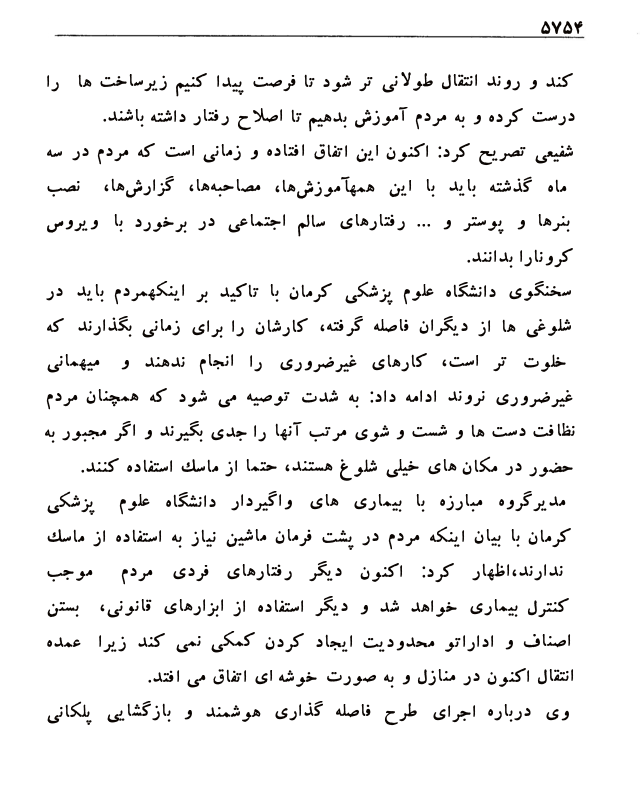 ۵۷۵۴
کند و روند انتقال طولانی تر شود تا فرصت پیدا کنیم زیرساخت ها را
درست کرده و به مردم آموزش بدهیم تا اصلاح رفتار داشته باشند.
شفیعی تصریح کرد: اکنون این اتفاق افتاده و زمانی است که مردم در سه
ماه گذشته باید با این همهآموزش‌ها، مصاحبه‌ها، گزارش‌ها، نصب
بنرها و پوستر و ... رفتارهای سالم اجتماعی در برخورد با ویروس
کرونارا بدانند.
سخنگوی دانشگاه علوم پزشکی کرمان با تاکید بر اینکهمردم باید در
شلوغی ها از دیگران فاصله گرفته، کارشان را برای زمانی بگذارند که
خلوت تر است، کارهای غیرضروری را انجام ندهند و میهمانی
غیرضروری نروند ادامه داد: به شدت توصیه می شود که همچنان مردم
نظافت دست ها و شست و شوی مرتب آنها را جدی بگیرند و اگر مجبور به
حضور در مکان های خیلی شلوغ هستند، حتما از ماسك استفاده کنند.
مدیرگروه مبارزه با بیماری های واگیردار دانشگاه علوم پزشکی
کرمان با بیان اینکه مردم در پشت فرمان ماشین نیاز به استفاده از ماسك
ندارند،اظهار کرد: اکنون دیگر رفتارهای فردی مردم موجب
کنترل بیماری خواهد شد و دیگر استفاده از ابزارهای قانونی، بستن
اصناف و اداراتو محدودیت ایجاد کردن کمکی نمی کند زیرا عمده
انتقال اکنون در منازل و به صورت خوشه ای اتفاق می افتد.
وی درباره اجرای طرح فاصله گذاری هوشمند و بازگشایی پلکانی